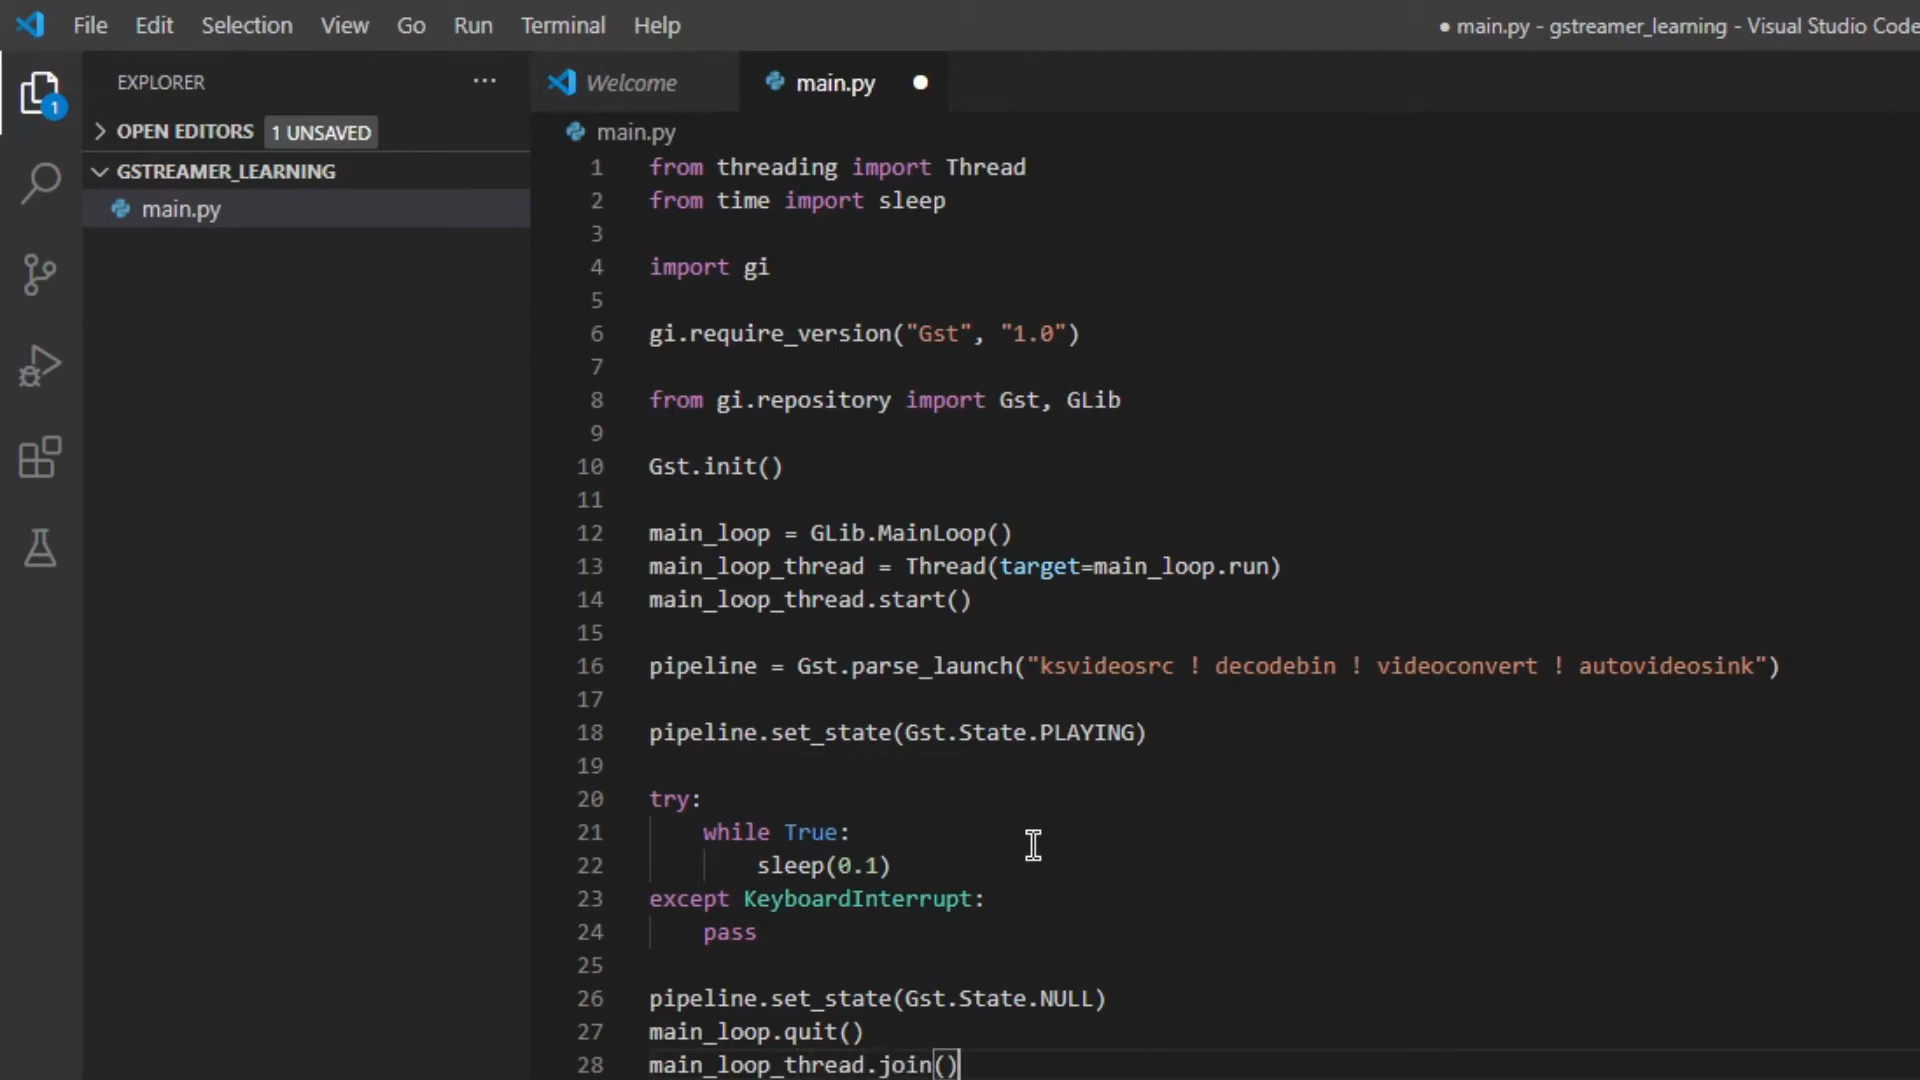 File Edit Selection View Go Run Terminal Help
● main.py - gstreamer_learning - Visual Studio Code
EXPLORER ···
OPEN EDITORS 1 UNSAVED
GSTREAMER_LEARNING
main.py
1
Welcome
main.py
main.py
1 from threading import Thread
2 from time import sleep
3
4 import gi
5
6 gi.require_version("Gst", "1.0")
7
8 from gi.repository import Gst, GLib
9
10 Gst.init()
11
12 main_loop = GLib.MainLoop()
13 main_loop_thread = Thread(target=main_loop.run)
14 main_loop_thread.start()
15
16 pipeline = Gst.parse_launch("ksvideosrc ! decodebin ! videoconvert ! autovideosink")
17
18 pipeline.set_state(Gst.State.PLAYING)
19
20 try:
21     while True:
22         sleep(0.1)
23 except KeyboardInterrupt:
24     pass
25
26 pipeline.set_state(Gst.State.NULL)
27 main_loop.quit()
28 main_loop_thread.join()